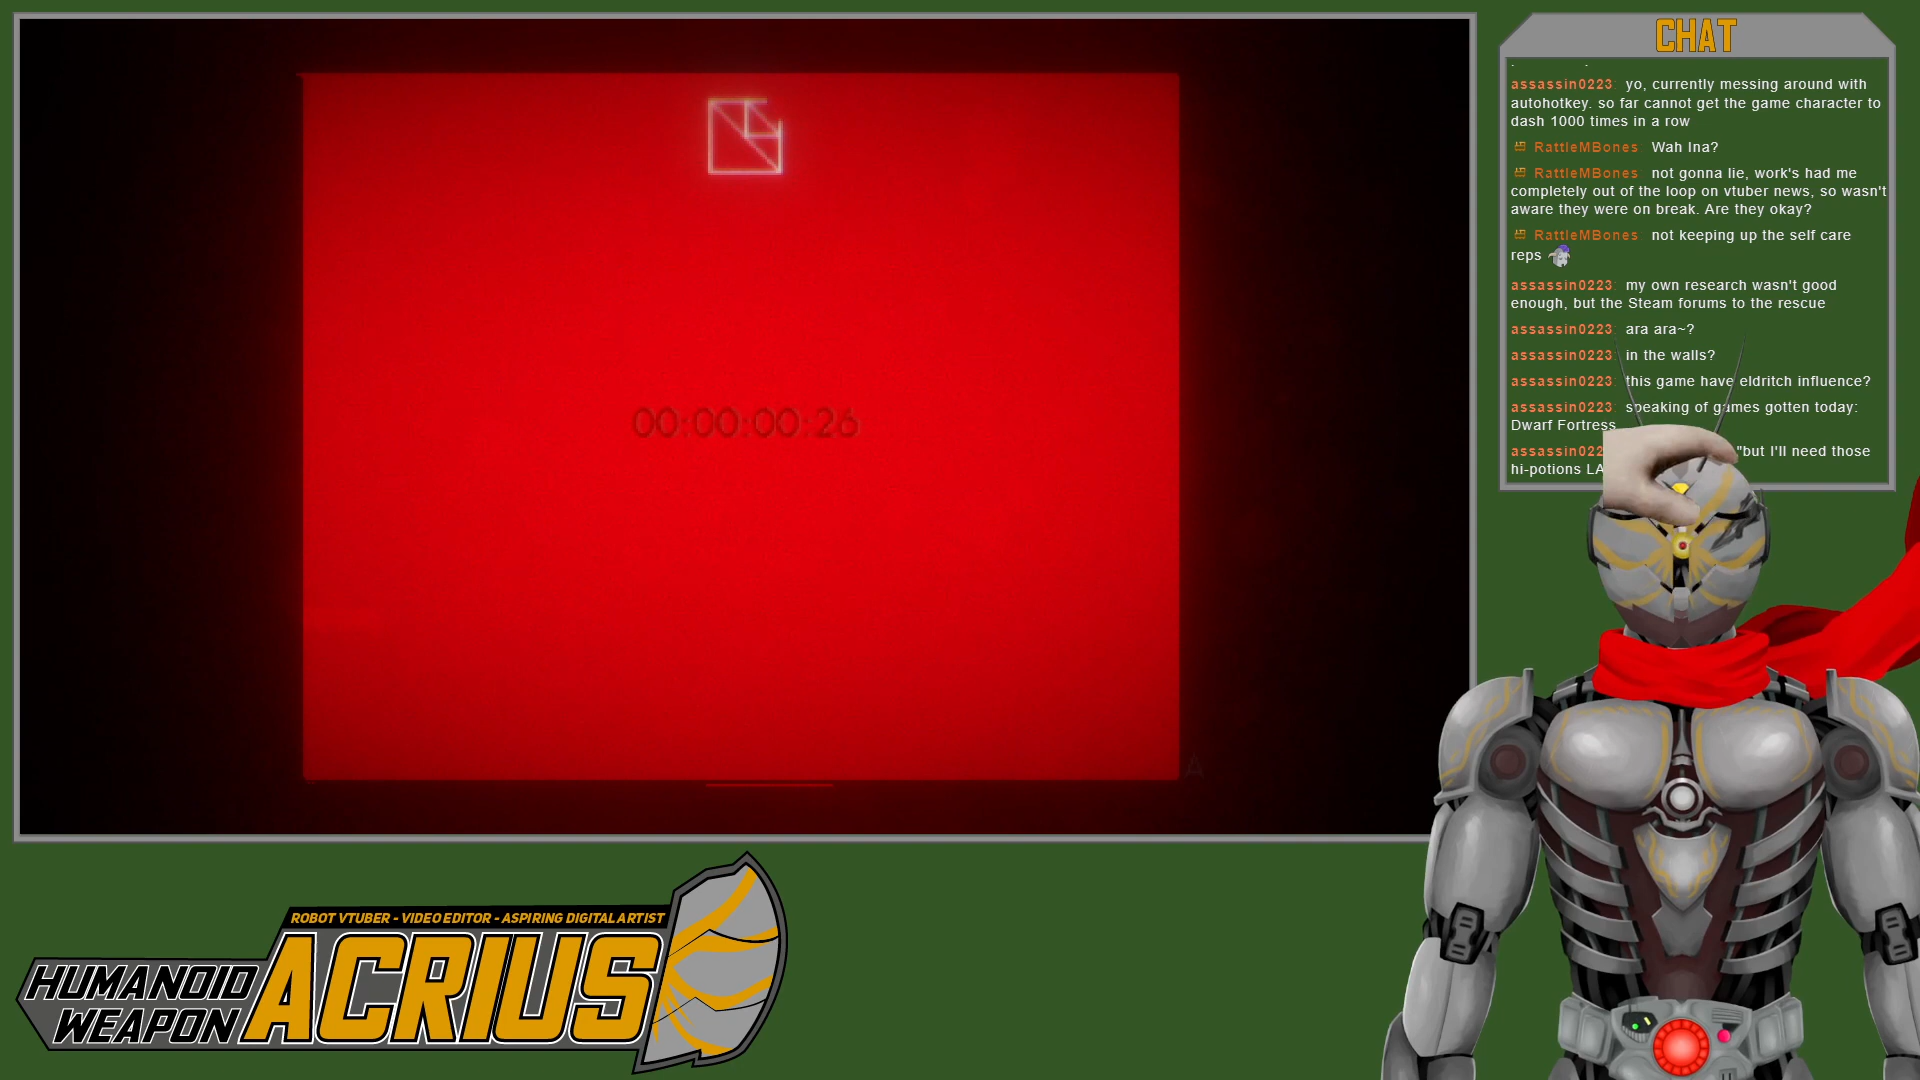 00:00:00:26
CHAT
assassin0223: yo, currently messing around with
autohotkey. so far cannot get the game character to
dash 1000 times in a row
RattleMBones: Wah Ina?
RattleMBones: not gonna lie, work's had me
completely out of the loop on vtuber news, so wasn't
aware they were on break. Are they okay?
RattleMBones: not keeping up the self care
reps
assassin0223: my own research wasn't good
enough, but the Steam forums to the rescue
assassin0223: ara ara~?
assassin0223: in the walls?
assassin0223: this game have eldritch influence?
assassin0223: speaking of games gotten today:
Dwarf Fortress
assassin022 "but I'll need those
hi-potions LA
ROBOT VTUBER - VIDEO EDITOR - ASPIRING DIGITAL ARTIST
HUMANOID
WEAPON
ACRIUS